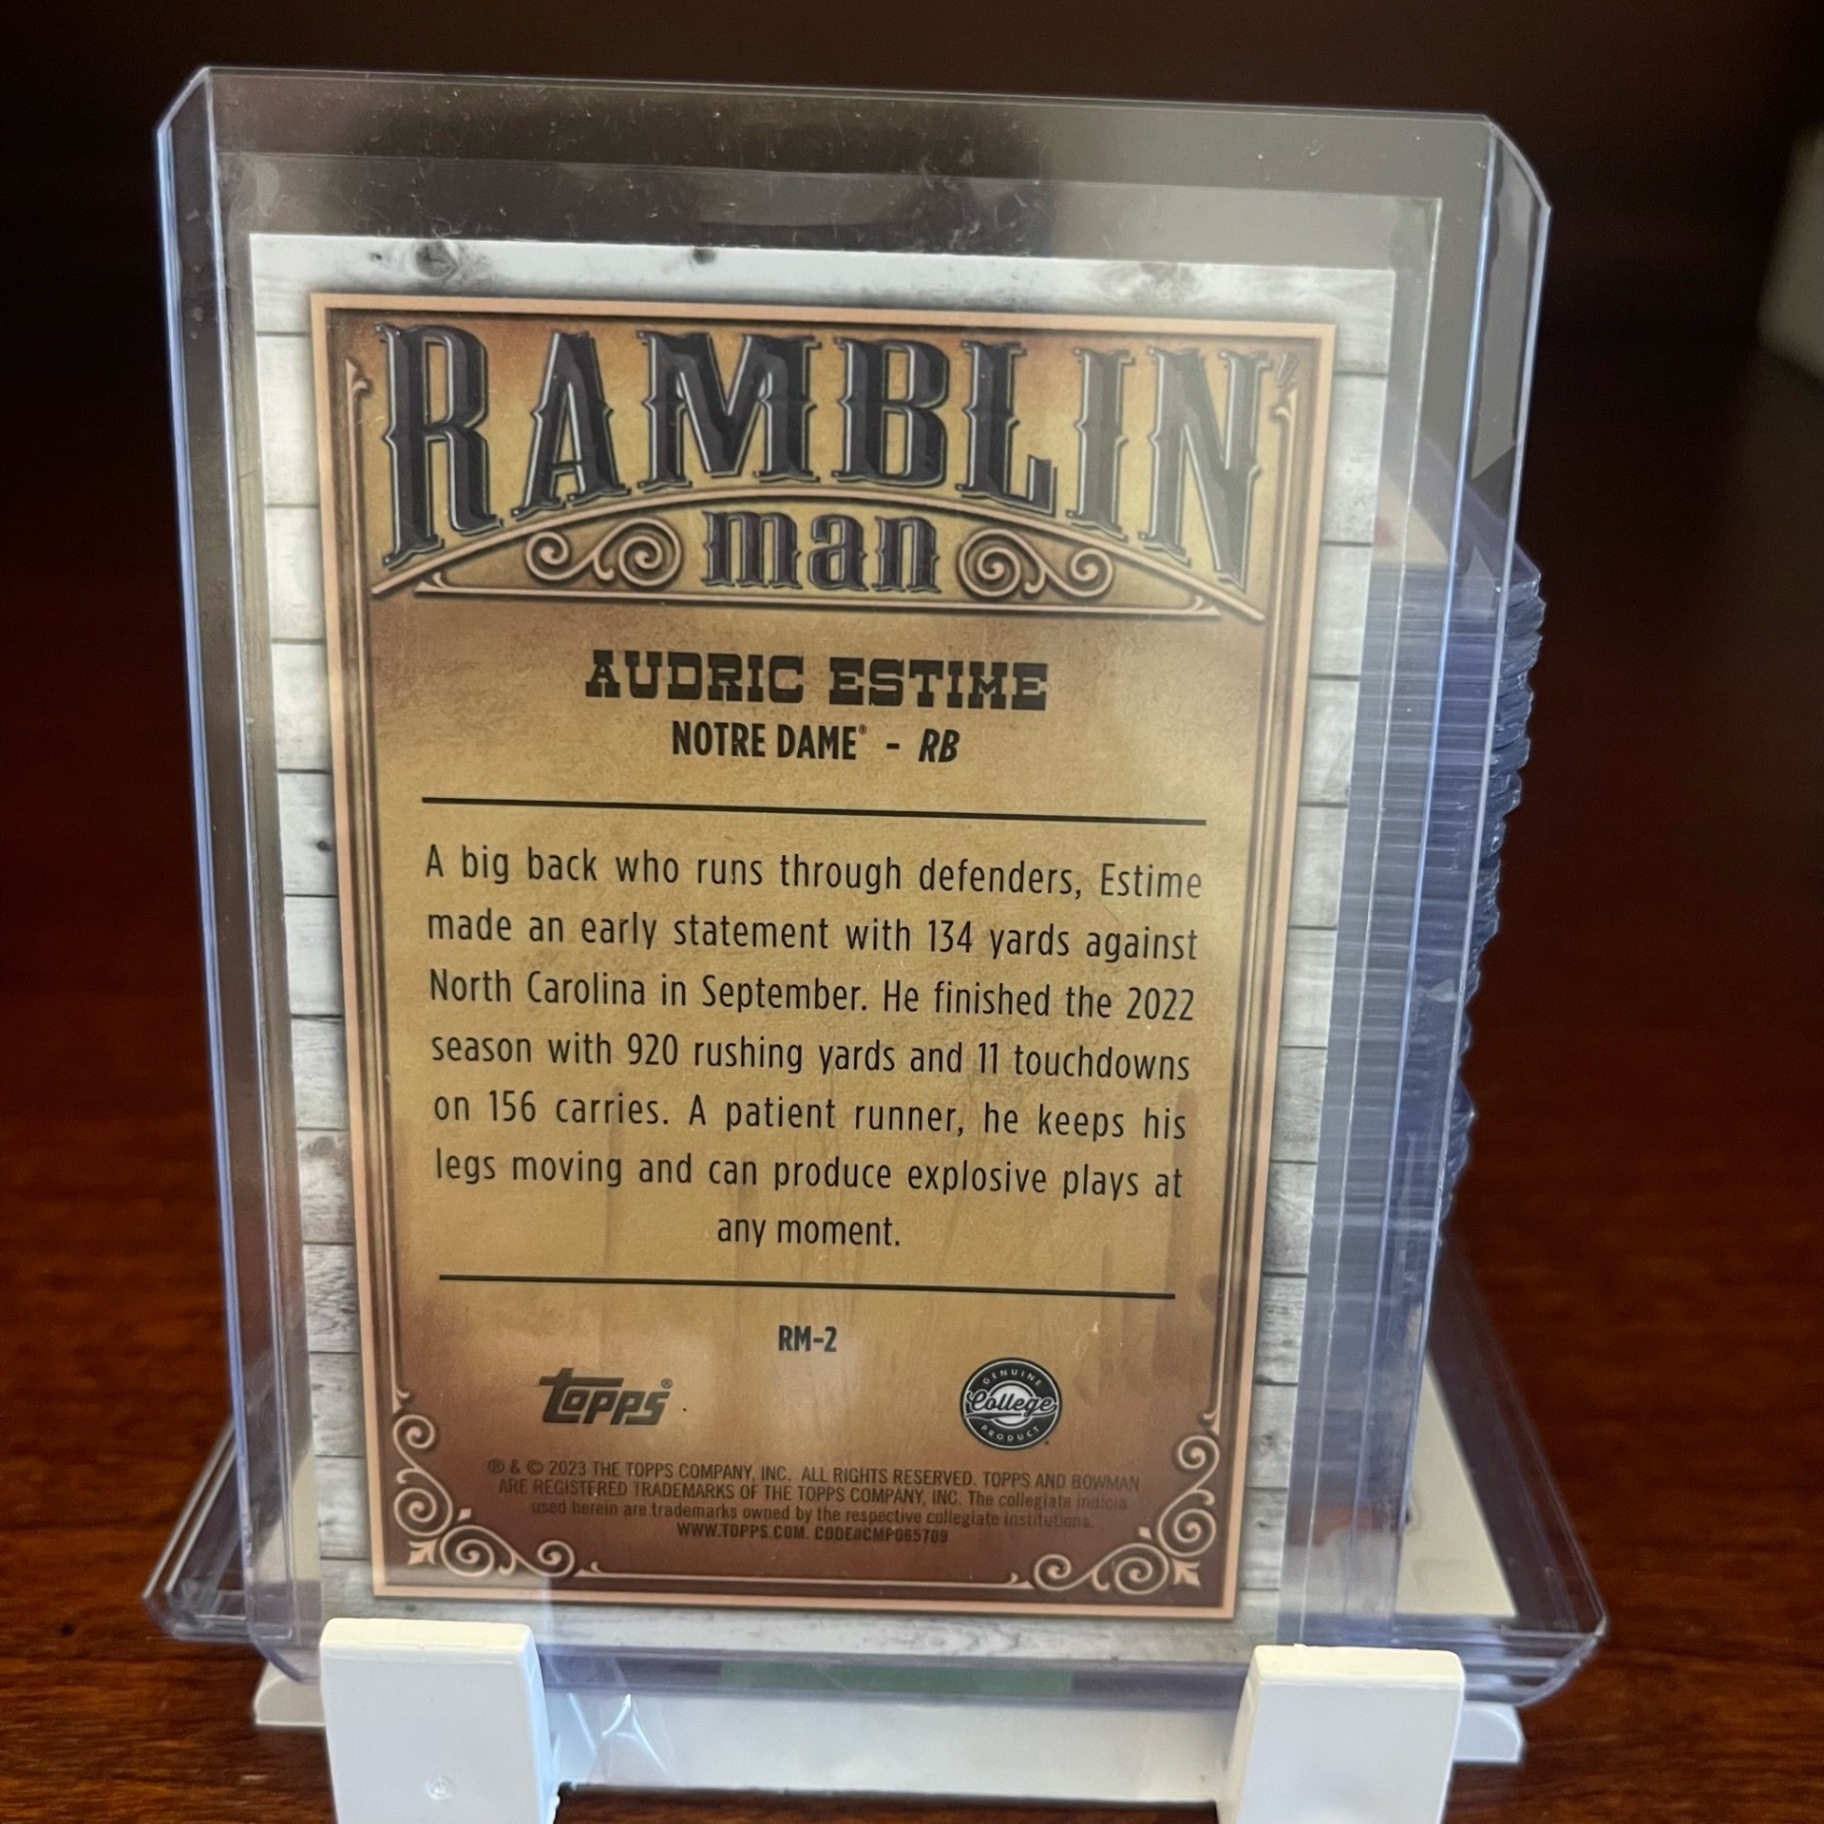 RAMBLIN'
man
AUDRIC ESTIME
NOTRE DAME® - RB
A big back who runs through defenders, Estime
made an early statement with 134 yards against
North Carolina in September. He finished the 2022
season with 920 rushing yards and 11 touchdowns
on 156 carries. A patient runner, he keeps his
legs moving and can produce explosive plays at
any moment.
RM-2
topps®
GENUINE
College
PRODUCT
® & © 2023 THE TOPPS COMPANY, INC. ALL RIGHTS RESERVED. TOPPS AND BOWMAN
ARE REGISTERED TRADEMARKS OF THE TOPPS COMPANY, INC. The collegiate indicia
used herein are trademarks owned by the respective collegiate institutions.
WWW.TOPPS.COM. CODE#CMP065709